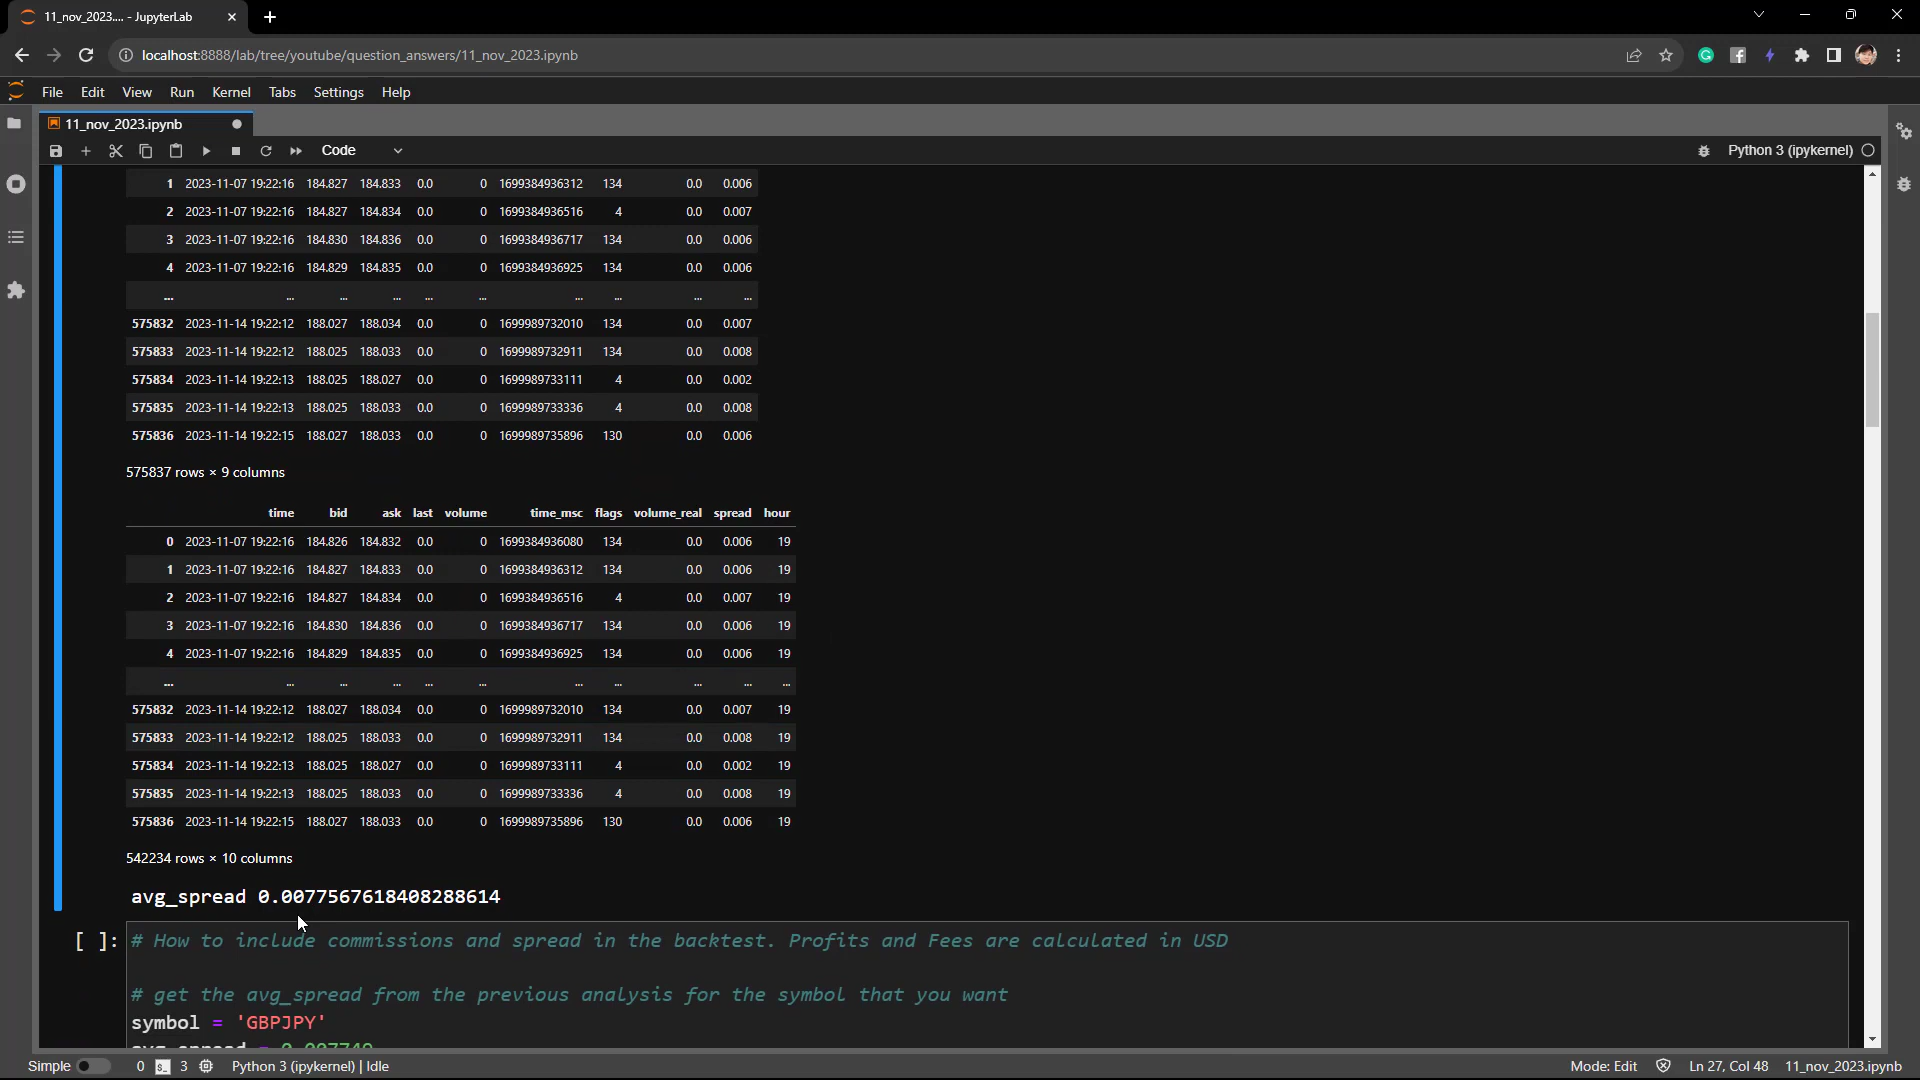 11_nov_2023.... - JupyterLab
localhost:8888/lab/tree/youtube/question_answers/11_nov_2023.ipynb
File Edit View Run Kernel Tabs Settings Help
11_nov_2023.ipynb
Code
Python 3 (ipykernel)
1 2023-11-07 19:22:16 184.827 184.833 0.0 0 1699384936312 134 0.0 0.006
2 2023-11-07 19:22:16 184.827 184.834 0.0 0 1699384936516 4 0.0 0.007
3 2023-11-07 19:22:16 184.830 184.836 0.0 0 1699384936717 134 0.0 0.006
4 2023-11-07 19:22:16 184.829 184.835 0.0 0 1699384936925 134 0.0 0.006
... ... ... ... ... ... ... ... ... ...
575832 2023-11-14 19:22:12 188.027 188.034 0.0 0 1699989732010 134 0.0 0.007
575833 2023-11-14 19:22:12 188.025 188.033 0.0 0 1699989732911 134 0.0 0.008
575834 2023-11-14 19:22:13 188.025 188.027 0.0 0 1699989733111 4 0.0 0.002
575835 2023-11-14 19:22:13 188.025 188.033 0.0 0 1699989733336 4 0.0 0.008
575836 2023-11-14 19:22:15 188.027 188.033 0.0 0 1699989735896 130 0.0 0.006
575837 rows × 9 columns
time bid ask last volume time_msc flags volume_real spread hour
0 2023-11-07 19:22:16 184.826 184.832 0.0 0 1699384936080 134 0.0 0.006 19
1 2023-11-07 19:22:16 184.827 184.833 0.0 0 1699384936312 134 0.0 0.006 19
2 2023-11-07 19:22:16 184.827 184.834 0.0 0 1699384936516 4 0.0 0.007 19
3 2023-11-07 19:22:16 184.830 184.836 0.0 0 1699384936717 134 0.0 0.006 19
4 2023-11-07 19:22:16 184.829 184.835 0.0 0 1699384936925 134 0.0 0.006 19
... ... ... ... ... ... ... ... ... ... ...
575832 2023-11-14 19:22:12 188.027 188.034 0.0 0 1699989732010 134 0.0 0.007 19
575833 2023-11-14 19:22:12 188.025 188.033 0.0 0 1699989732911 134 0.0 0.008 19
575834 2023-11-14 19:22:13 188.025 188.027 0.0 0 1699989733111 4 0.0 0.002 19
575835 2023-11-14 19:22:13 188.025 188.033 0.0 0 1699989733336 4 0.0 0.008 19
575836 2023-11-14 19:22:15 188.027 188.033 0.0 0 1699989735896 130 0.0 0.006 19
542234 rows × 10 columns
avg_spread 0.0077567618408288614
[ ]: # How to include commissions and spread in the backtest. Profits and Fees are calculated in USD
# get the avg_spread from the previous analysis for the symbol that you want
symbol = 'GBPJPY'
avg_spread = 0.007749
Simple 0 3 Python 3 (ipykernel) | Idle Mode: Edit Ln 27, Col 48 11_nov_2023.ipynb